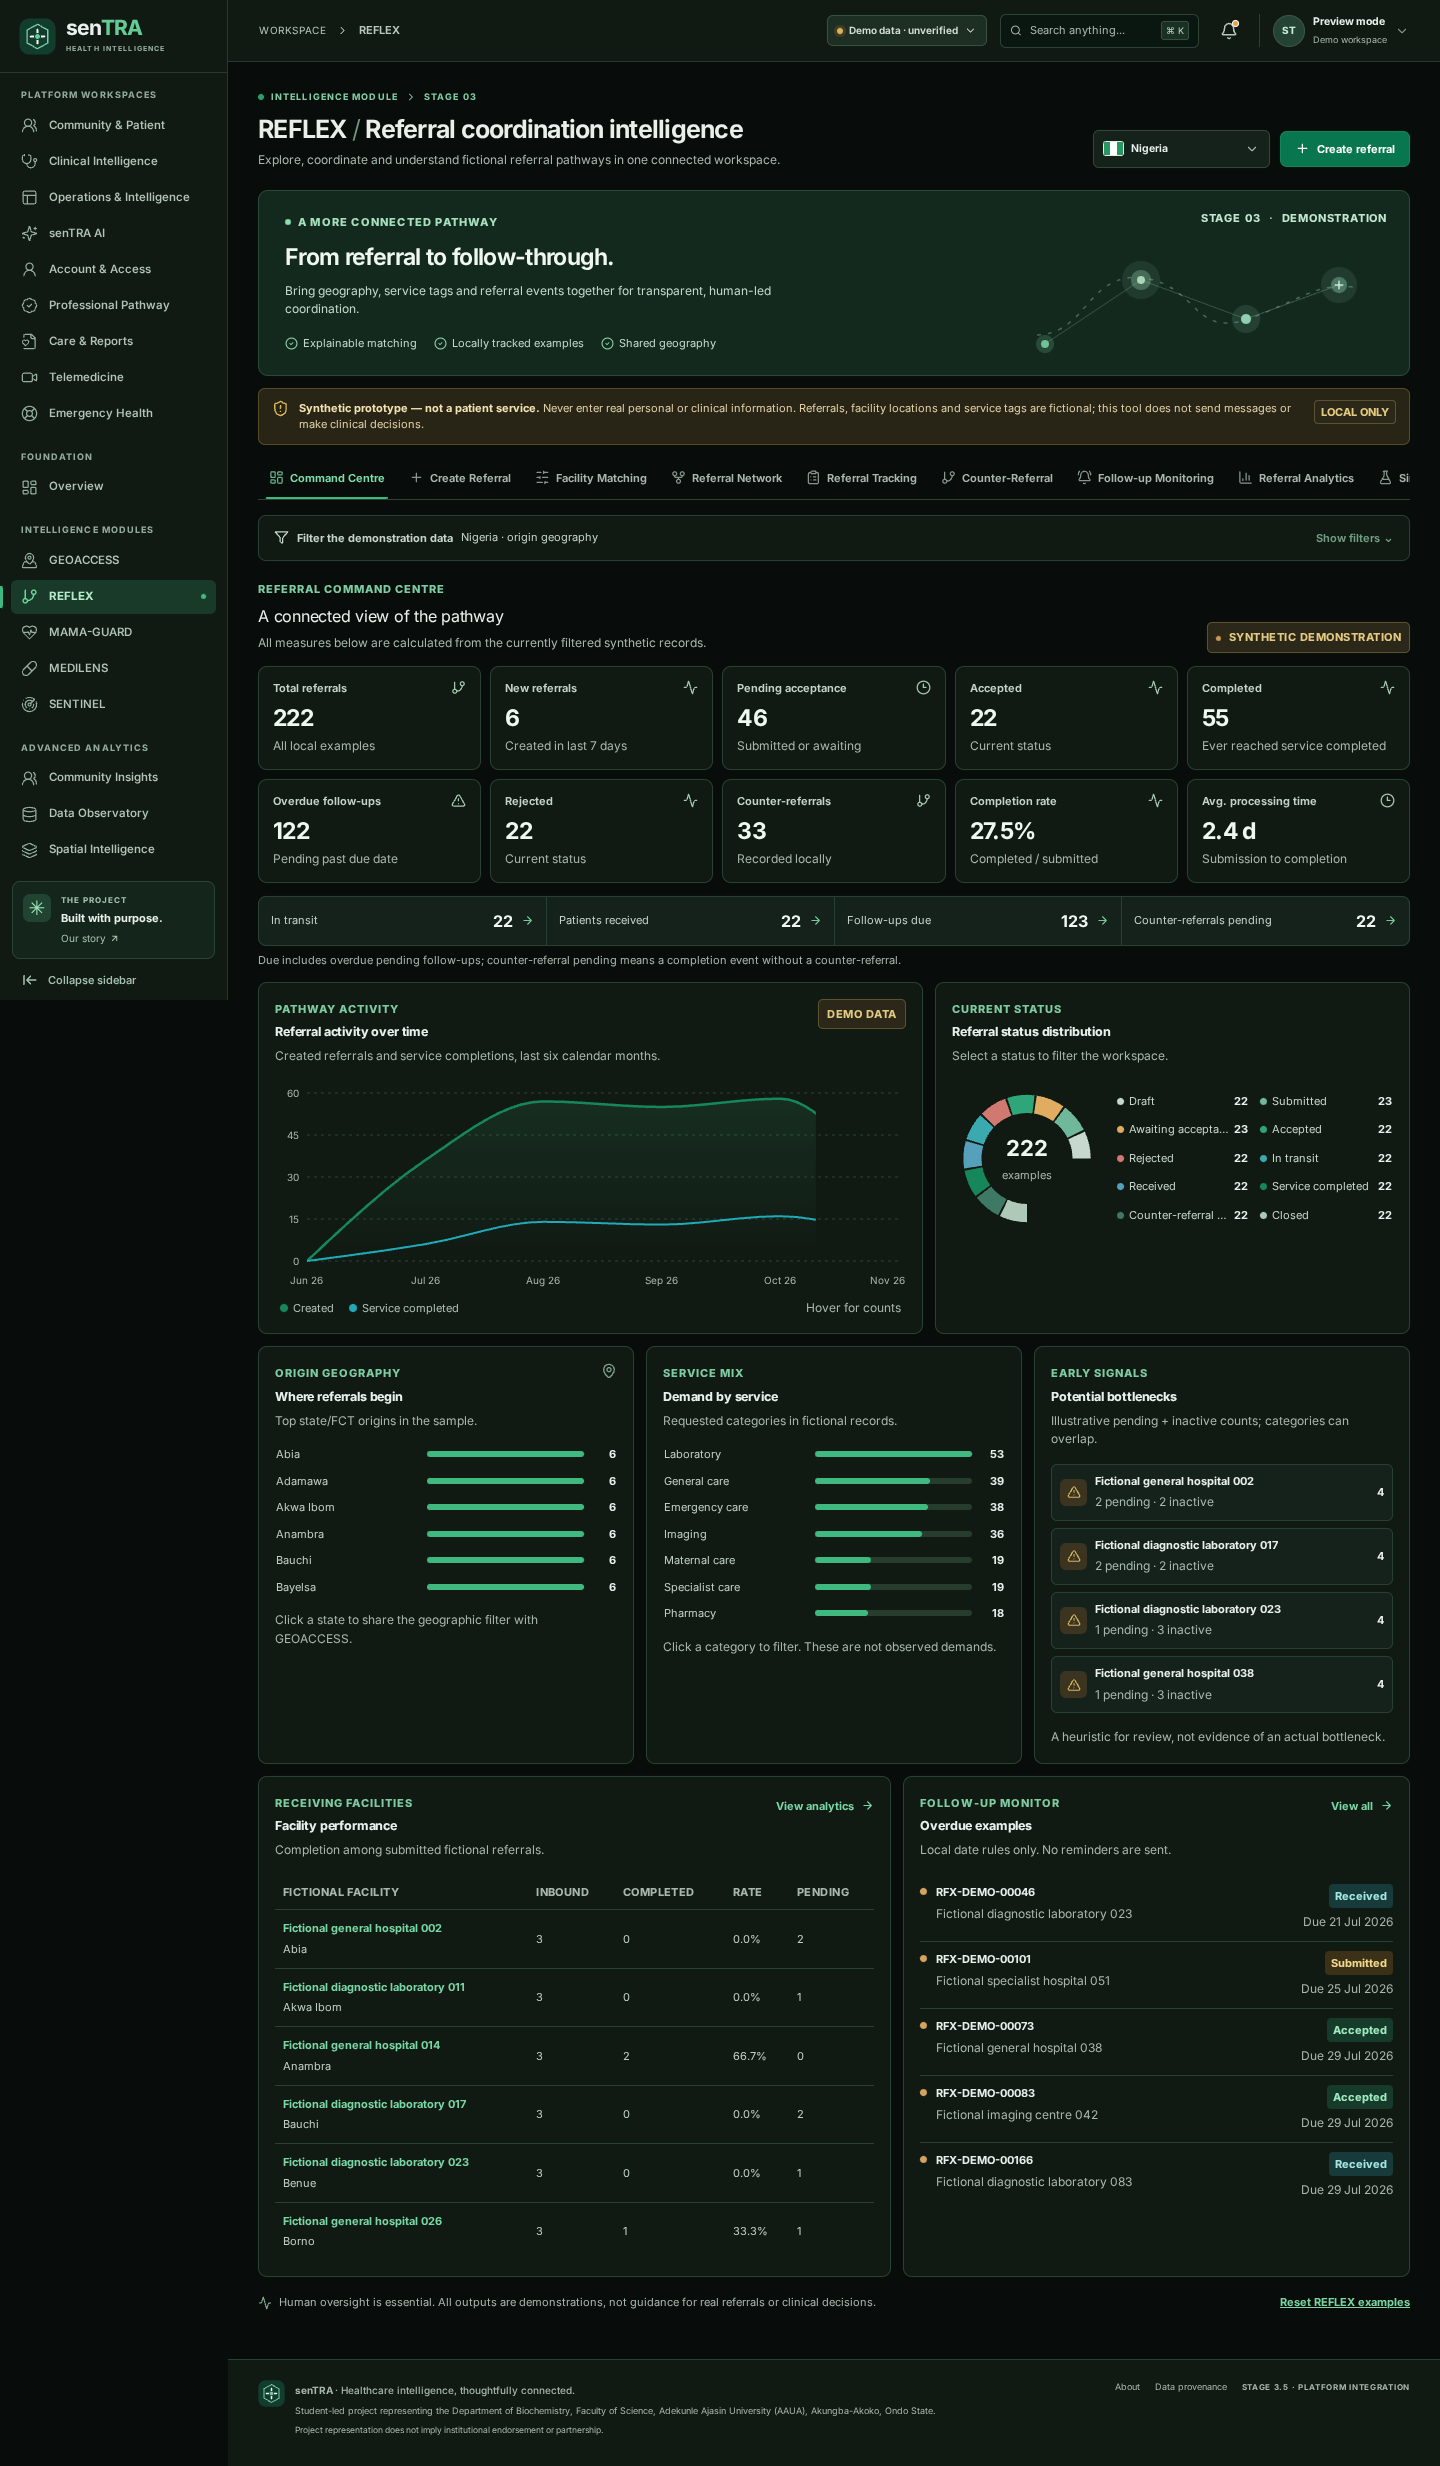 senTRA
HEALTH INTELLIGENCE
PLATFORM WORKSPACES
Community & Patient
Clinical Intelligence
Operations & Intelligence
senTRA AI
Account & Access
Professional Pathway
Care & Reports
Telemedicine
Emergency Health
FOUNDATION
Overview
INTELLIGENCE MODULES
GEOACCESS
REFLEX
MAMA-GUARD
MEDILENS
SENTINEL
ADVANCED ANALYTICS
Community Insights
Data Observatory
Spatial Intelligence
THE PROJECT
Built with purpose.
Our story ↗
Collapse sidebar
WORKSPACE > REFLEX
Demo data · unverified
Search anything... ⌘ K
ST
Preview mode
Demo workspace
INTELLIGENCE MODULE > STAGE 03
REFLEX / Referral coordination intelligence
Explore, coordinate and understand fictional referral pathways in one connected workspace.
Nigeria
+ Create referral
A MORE CONNECTED PATHWAY
STAGE 03 · DEMONSTRATION
From referral to follow-through.
Bring geography, service tags and referral events together for transparent, human-led
coordination.
Explainable matching Locally tracked examples Shared geography
Synthetic prototype — not a patient service. Never enter real personal or clinical information. Referrals, facility locations and service tags are fictional; this tool does not send messages or
make clinical decisions.
LOCAL ONLY
Command Centre Create Referral Facility Matching Referral Network Referral Tracking Counter-Referral Follow-up Monitoring Referral Analytics Si
Filter the demonstration data Nigeria · origin geography Show filters ⌄
REFERRAL COMMAND CENTRE
A connected view of the pathway
All measures below are calculated from the currently filtered synthetic records.
SYNTHETIC DEMONSTRATION
Total referrals
222
All local examples
New referrals
6
Created in last 7 days
Pending acceptance
46
Submitted or awaiting
Accepted
22
Current status
Completed
55
Ever reached service completed
Overdue follow-ups
122
Pending past due date
Rejected
22
Current status
Counter-referrals
33
Recorded locally
Completion rate
27.5%
Completed / submitted
Avg. processing time
2.4 d
Submission to completion
In transit 22 →
Patients received 22 →
Follow-ups due 123 →
Counter-referrals pending 22 →
Due includes overdue pending follow-ups; counter-referral pending means a completion event without a counter-referral.
PATHWAY ACTIVITY
Referral activity over time
Created referrals and service completions, last six calendar months.
DEMO DATA
60
45
30
15
0
Jun 26 Jul 26 Aug 26 Sep 26 Oct 26 Nov 26
Created Service completed Hover for counts
CURRENT STATUS
Referral status distribution
Select a status to filter the workspace.
222
examples
Draft 22 Submitted 23
Awaiting accepta... 23 Accepted 22
Rejected 22 In transit 22
Received 22 Service completed 22
Counter-referral ... 22 Closed 22
ORIGIN GEOGRAPHY
Where referrals begin
Top state/FCT origins in the sample.
Abia 6
Adamawa 6
Akwa Ibom 6
Anambra 6
Bauchi 6
Bayelsa 6
Click a state to share the geographic filter with
GEOACCESS.
SERVICE MIX
Demand by service
Requested categories in fictional records.
Laboratory 53
General care 39
Emergency care 38
Imaging 36
Maternal care 19
Specialist care 19
Pharmacy 18
Click a category to filter. These are not observed demands.
EARLY SIGNALS
Potential bottlenecks
Illustrative pending + inactive counts; categories can
overlap.
Fictional general hospital 002
2 pending · 2 inactive
4
Fictional diagnostic laboratory 017
2 pending · 2 inactive
4
Fictional diagnostic laboratory 023
1 pending · 3 inactive
4
Fictional general hospital 038
1 pending · 3 inactive
4
A heuristic for review, not evidence of an actual bottleneck.
RECEIVING FACILITIES
Facility performance
Completion among submitted fictional referrals.
View analytics →
FICTIONAL FACILITY INBOUND COMPLETED RATE PENDING
Fictional general hospital 002
Abia
3 0 0.0% 2
Fictional diagnostic laboratory 011
Akwa Ibom
3 0 0.0% 1
Fictional general hospital 014
Anambra
3 2 66.7% 0
Fictional diagnostic laboratory 017
Bauchi
3 0 0.0% 2
Fictional diagnostic laboratory 023
Benue
3 0 0.0% 1
Fictional general hospital 026
Borno
3 1 33.3% 1
FOLLOW-UP MONITOR
Overdue examples
Local date rules only. No reminders are sent.
View all →
RFX-DEMO-00046 Received
Fictional diagnostic laboratory 023 Due 21 Jul 2026
RFX-DEMO-00101 Submitted
Fictional specialist hospital 051 Due 25 Jul 2026
RFX-DEMO-00073 Accepted
Fictional general hospital 038 Due 29 Jul 2026
RFX-DEMO-00083 Accepted
Fictional imaging centre 042 Due 29 Jul 2026
RFX-DEMO-00166 Received
Fictional diagnostic laboratory 083 Due 29 Jul 2026
Human oversight is essential. All outputs are demonstrations, not guidance for real referrals or clinical decisions.
Reset REFLEX examples
senTRA · Healthcare intelligence, thoughtfully connected.
Student-led project representing the Department of Biochemistry, Faculty of Science, Adekunle Ajasin University (AAUA), Akungba-Akoko, Ondo State.
Project representation does not imply institutional endorsement or partnership.
About Data provenance STAGE 3.5 · PLATFORM INTEGRATION